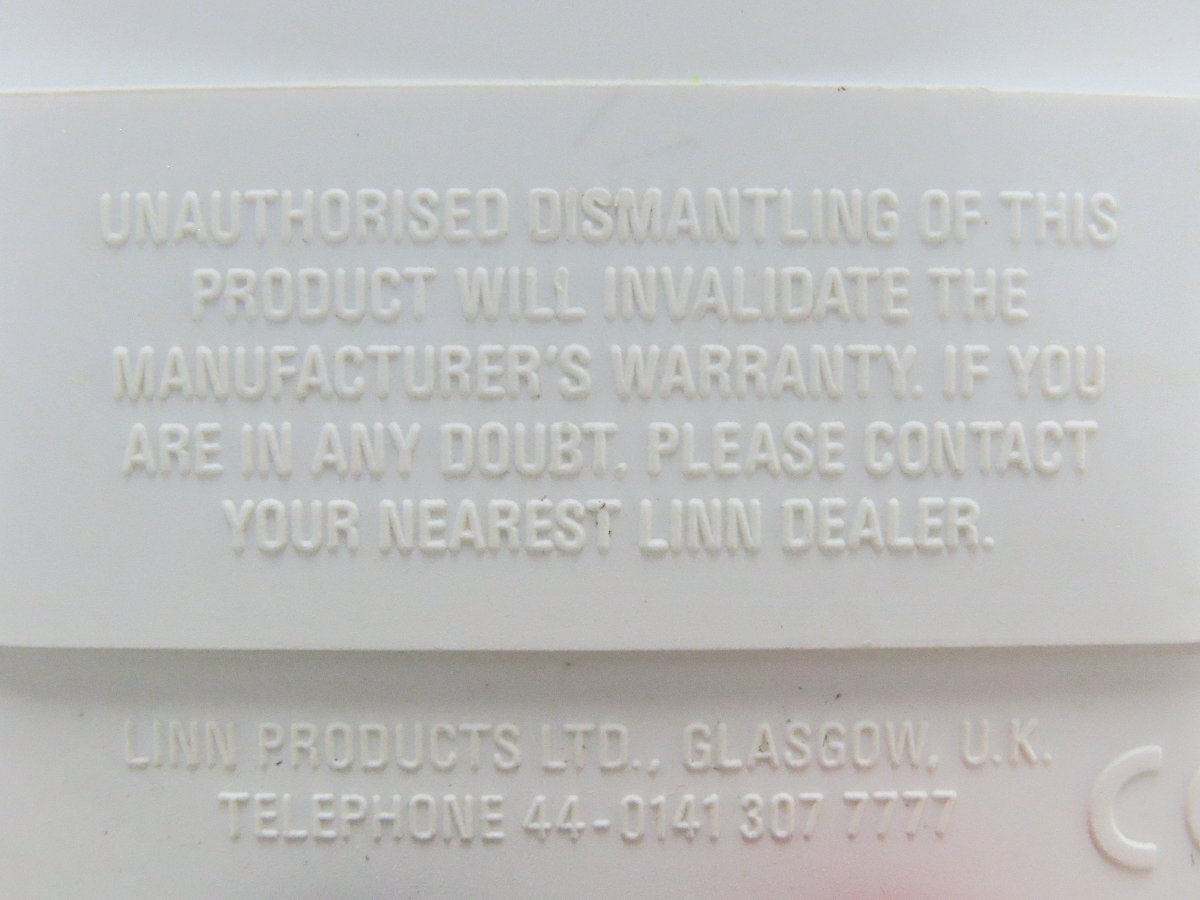 UNAUTHORISED DISMANTLING OF THIS
PRODUCT WILL INVALIDATE THE
MANUFACTURER'S WARRANTY. IF YOU
ARE IN ANY DOUBT, PLEASE CONTACT
YOUR NEAREST LINN DEALER.
LINN PRODUCTS LTD., GLASGOW, U.K.
TELEPHONE 44-0141 307 7777